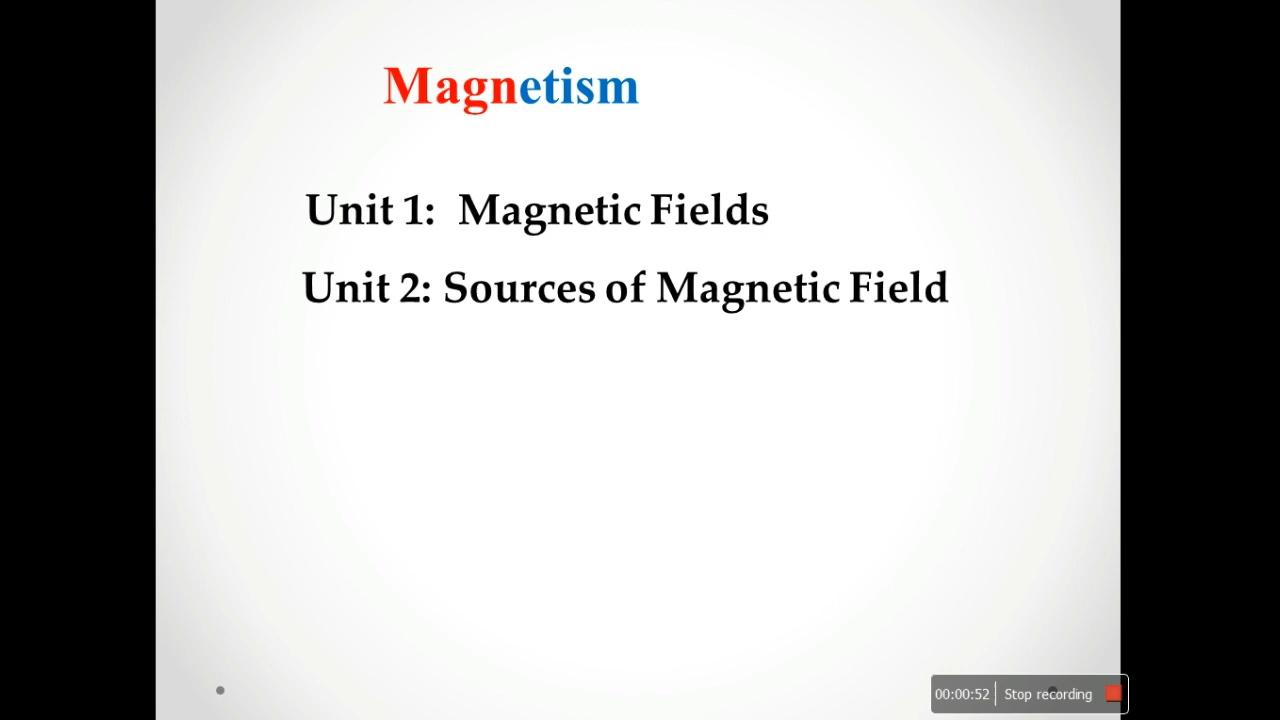 Magnetism
Unit 1: Magnetic Fields
Unit 2: Sources of Magnetic Field
00:00:52 Stop recording